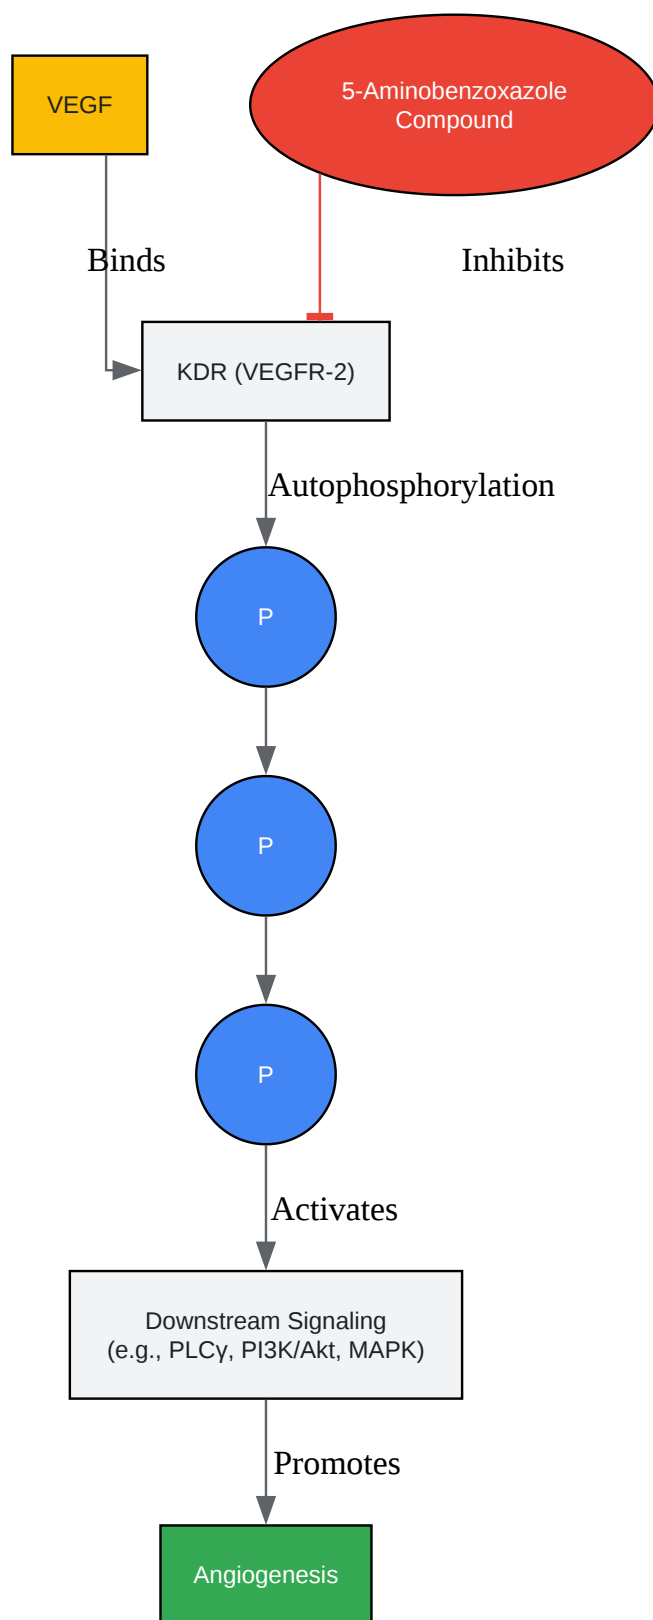 VEGF
5-Aminobenzoxazole
Compound
Binds
Inhibits
KDR (VEGFR-2)
Autophosphorylation
P
P
P
Activates
Downstream Signaling
(e.g., PLCγ, PI3K/Akt, MAPK)
Promotes
Angiogenesis